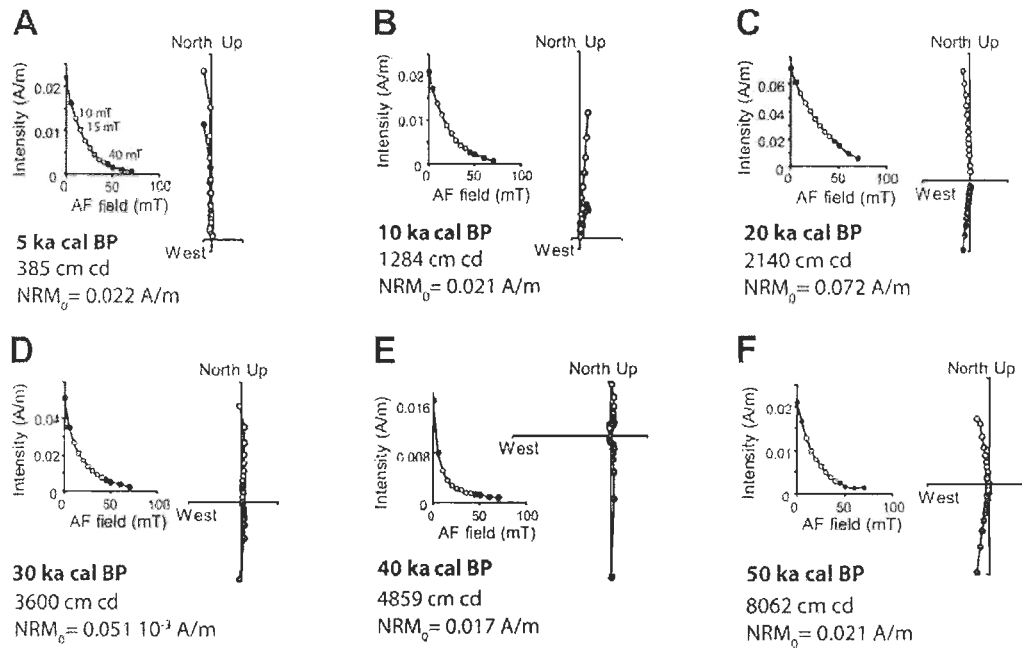 A
North Up
Intensity (A/m)
0.02
0.01
0
10 mT
15 mT
40 mT
0 50 100
AF field (mT)
West
5 ka cal BP
385 cm cd
NRM₀= 0.022 A/m
B
North Up
Intensity (A/m)
0.02
0.01
0
0 50 100
AF field (mT)
West
10 ka cal BP
1284 cm cd
NRM₀= 0.021 A/m
C
North Up
Intensity (A/m)
0.06
0.04
0.02
0
0 50 100
AF field (mT)
West
20 ka cal BP
2140 cm cd
NRM₀= 0.072 A/m
D
North Up
Intensity (A/m)
0.04
0.02
0
0 50 100
AF field (mT)
West
30 ka cal BP
3600 cm cd
NRM₀= 0.051 10⁻³ A/m
E
North Up
Intensity (A/m)
0.016
0.008
0
0 50 100
AF field (mT)
West
40 ka cal BP
4859 cm cd
NRM₀= 0.017 A/m
F
North Up
Intensity (A/m)
0.02
0.01
0
0 50 100
AF field (mT)
West
50 ka cal BP
8062 cm cd
NRM₀= 0.021 A/m